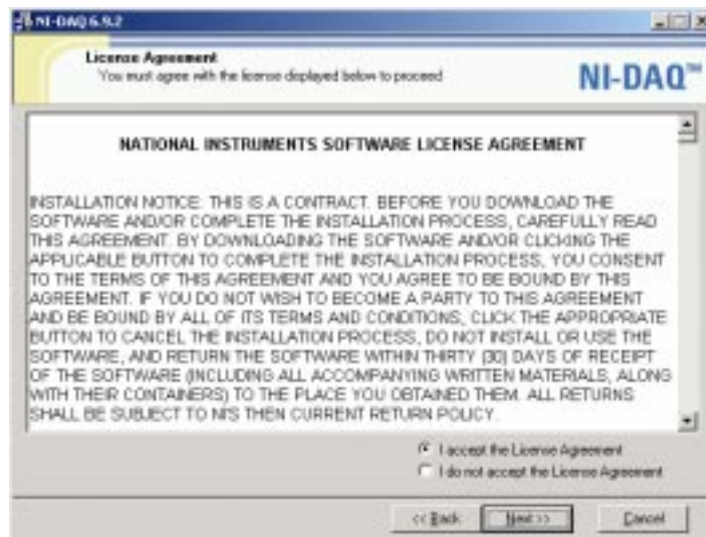 NI-DAQ 6.9.2
License Agreement
You must agree with the license displayed below to proceed
NI-DAQ™
NATIONAL INSTRUMENTS SOFTWARE LICENSE AGREEMENT
INSTALLATION NOTICE: THIS IS A CONTRACT. BEFORE YOU DOWNLOAD THE
SOFTWARE AND/OR COMPLETE THE INSTALLATION PROCESS, CAREFULLY READ
THIS AGREEMENT. BY DOWNLOADING THE SOFTWARE AND/OR CLICKING THE
APPLICABLE BUTTON TO COMPLETE THE INSTALLATION PROCESS, YOU CONSENT
TO THE TERMS OF THIS AGREEMENT AND YOU AGREE TO BE BOUND BY THIS
AGREEMENT. IF YOU DO NOT WISH TO BECOME A PARTY TO THIS AGREEMENT
AND BE BOUND BY ALL OF ITS TERMS AND CONDITIONS, CLICK THE APPROPRIATE
BUTTON TO CANCEL THE INSTALLATION PROCESS, DO NOT INSTALL OR USE THE
SOFTWARE, AND RETURN THE SOFTWARE WITHIN THIRTY (30) DAYS OF RECEIPT
OF THE SOFTWARE (INCLUDING ALL ACCOMPANYING WRITTEN MATERIALS, ALONG
WITH THEIR CONTAINERS) TO THE PLACE YOU OBTAINED THEM. ALL RETURNS
SHALL BE SUBJECT TO NI'S THEN CURRENT RETURN POLICY.
I accept the License Agreement
I do not accept the License Agreement
<< Back
Next >>
Cancel